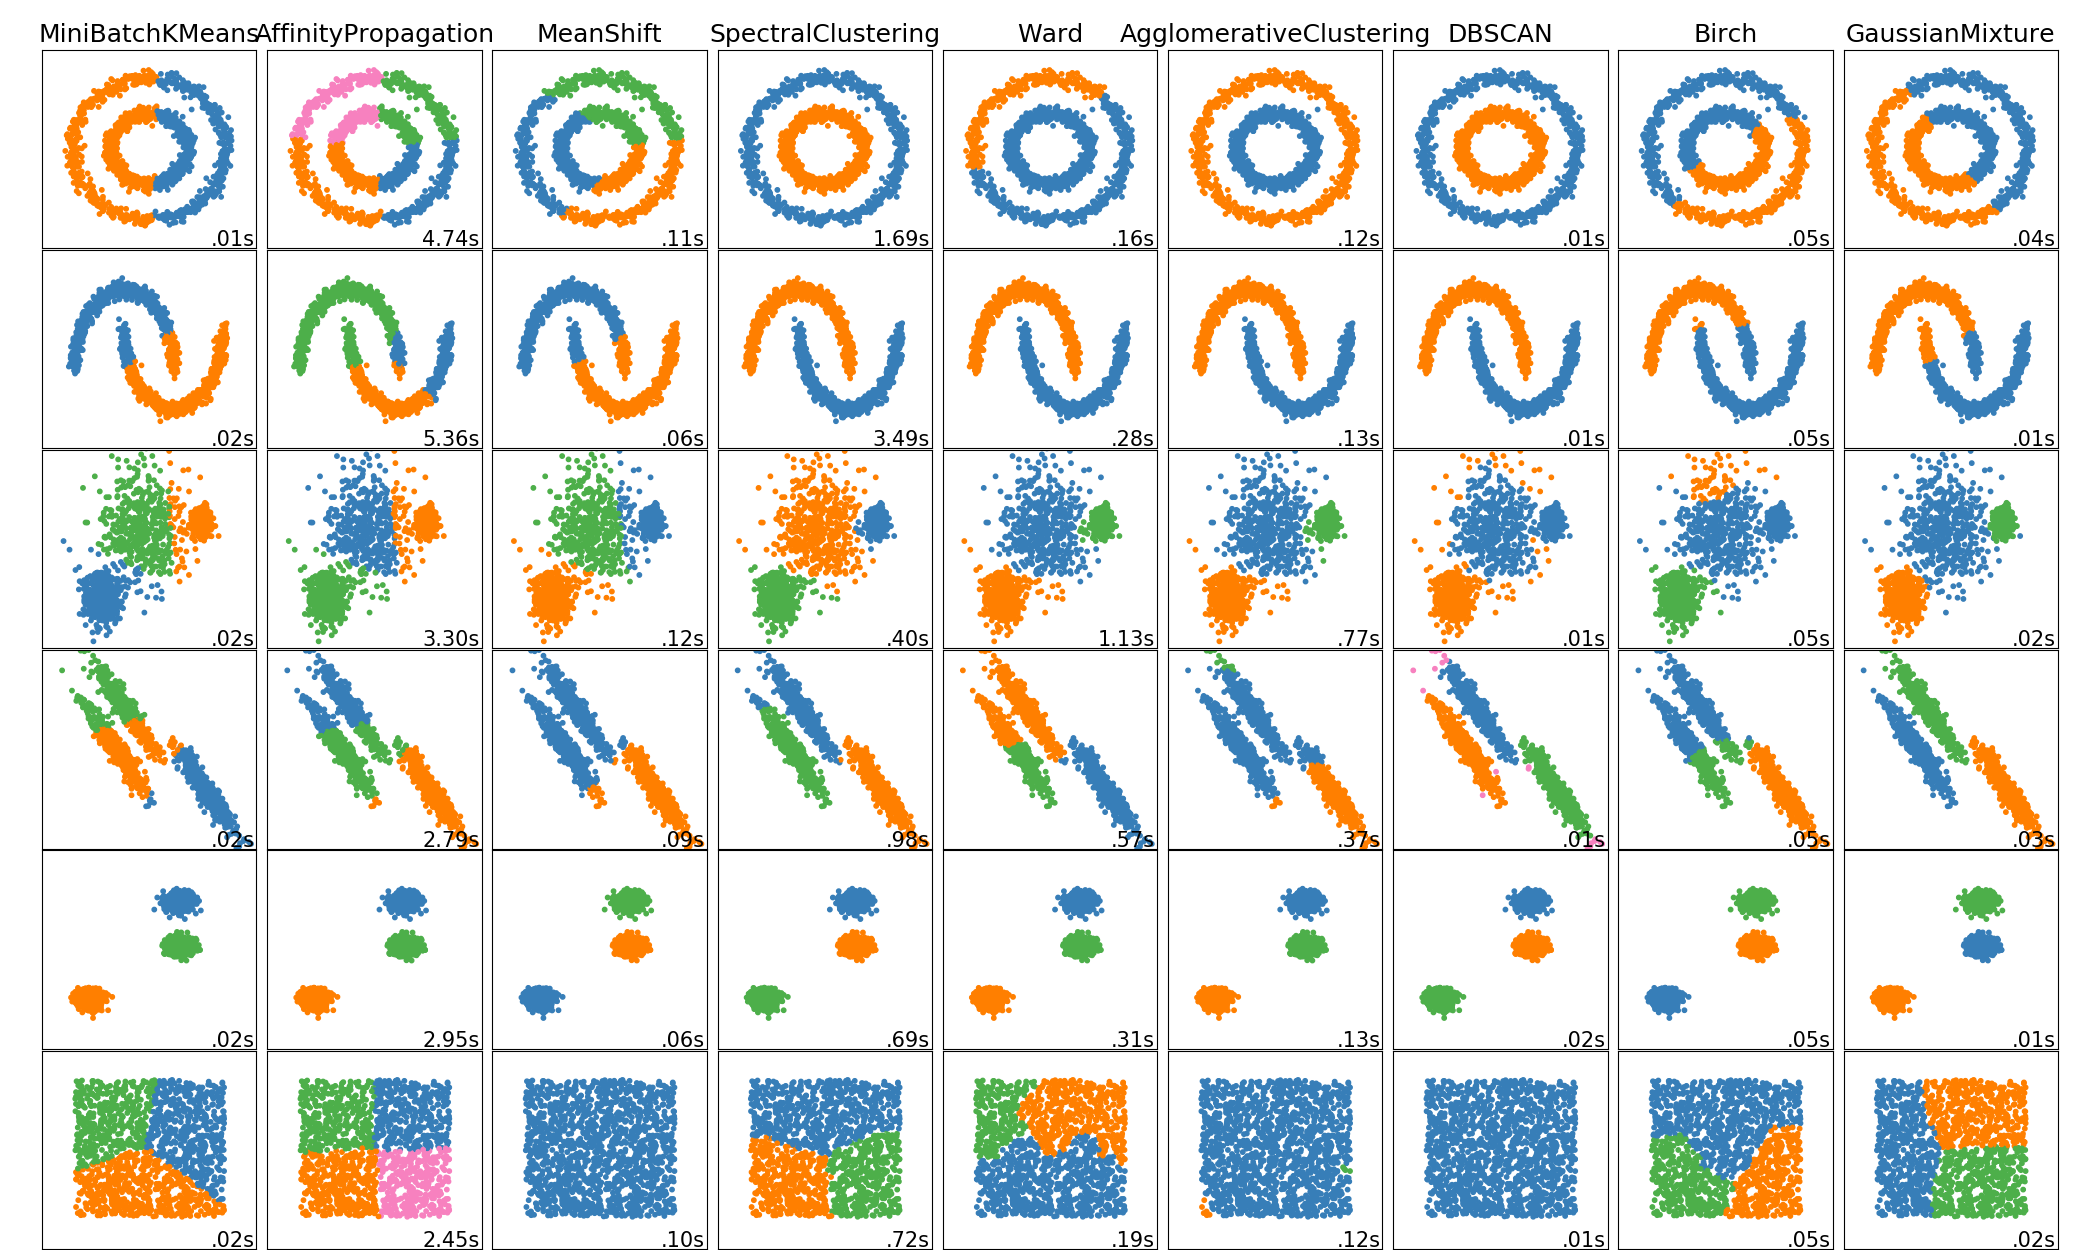 MiniBatchKMeans AffinityPropagation MeanShift SpectralClustering Ward AgglomerativeClustering DBSCAN Birch GaussianMixture
.01s 4.74s .11s 1.69s .16s .12s .01s .05s .04s
.02s 5.36s .06s 3.49s .28s .13s .01s .05s .01s
.02s 3.30s .12s .40s 1.13s .77s .01s .05s .02s
.02s 2.79s .09s .98s .57s .37s .01s .05s .03s
.02s 2.95s .06s .69s .31s .13s .02s .05s .01s
.02s 2.45s .10s .72s .19s .12s .01s .05s .02s